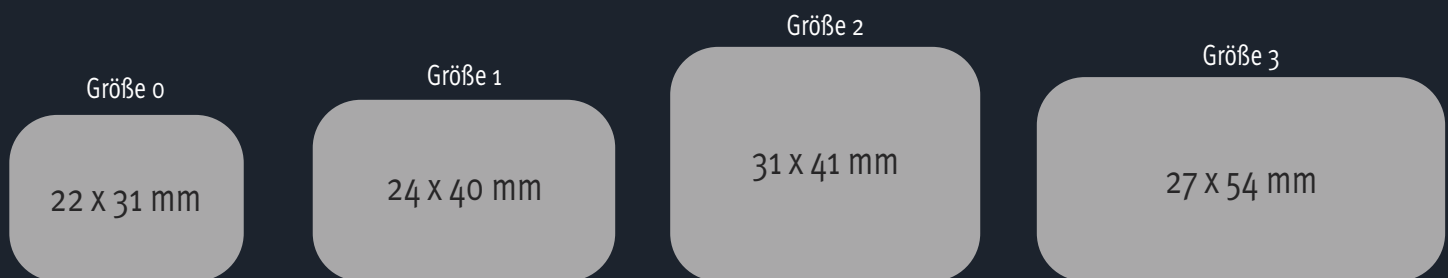 Größe 0
22 x 31 mm
Größe 1
24 x 40 mm
Größe 2
31 x 41 mm
Größe 3
27 x 54 mm